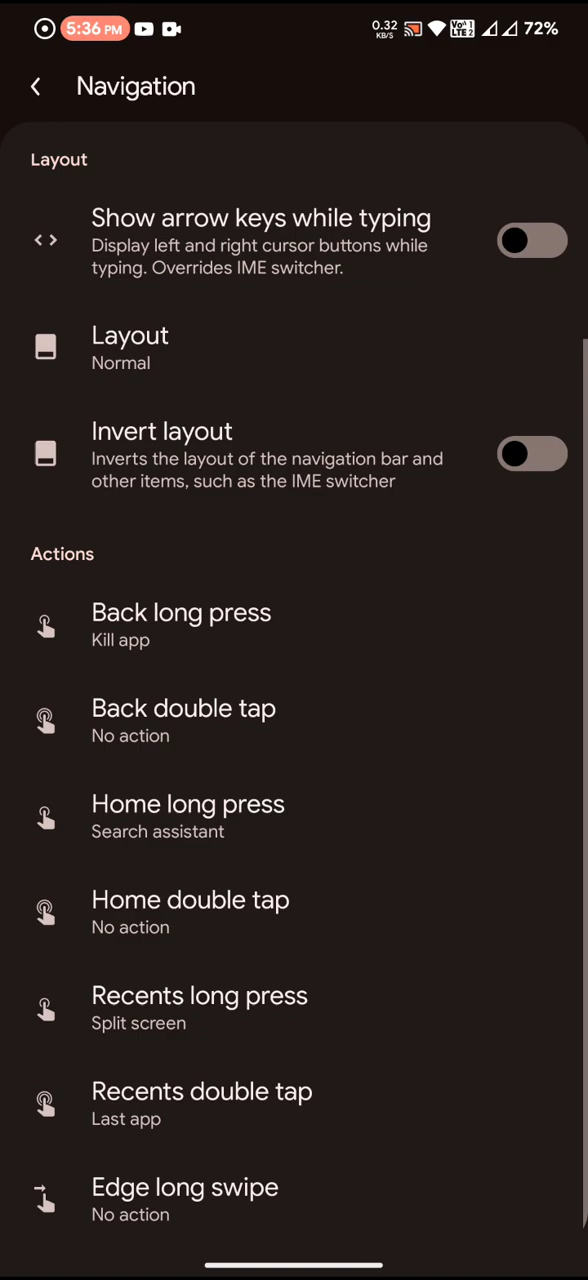 5:36 PM
0.32 KB/S
Vo 1 LTE 2
72%
Navigation
Layout
Show arrow keys while typing
Display left and right cursor buttons while
typing. Overrides IME switcher.
Layout
Normal
Invert layout
Inverts the layout of the navigation bar and
other items, such as the IME switcher
Actions
Back long press
Kill app
Back double tap
No action
Home long press
Search assistant
Home double tap
No action
Recents long press
Split screen
Recents double tap
Last app
Edge long swipe
No action